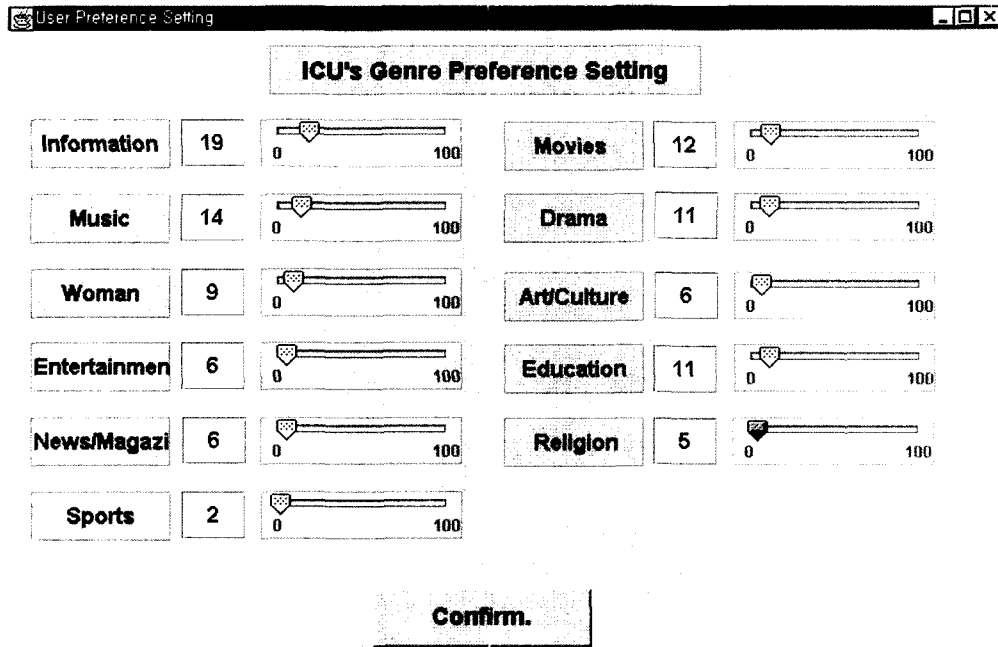 User Preterence Setting
ICU's Genre Preference Setting
Information 19 0 100
Movies 12 0 100
Music 14 0 100
Drama 11 0 100
Woman 9 0 100
Art/Culture 6 0 100
Entertainmen 6 0 100
Education 11 0 100
News/Magazi 6 0 100
Religion 5 0 100
Sports 2 0 100
Confirm.